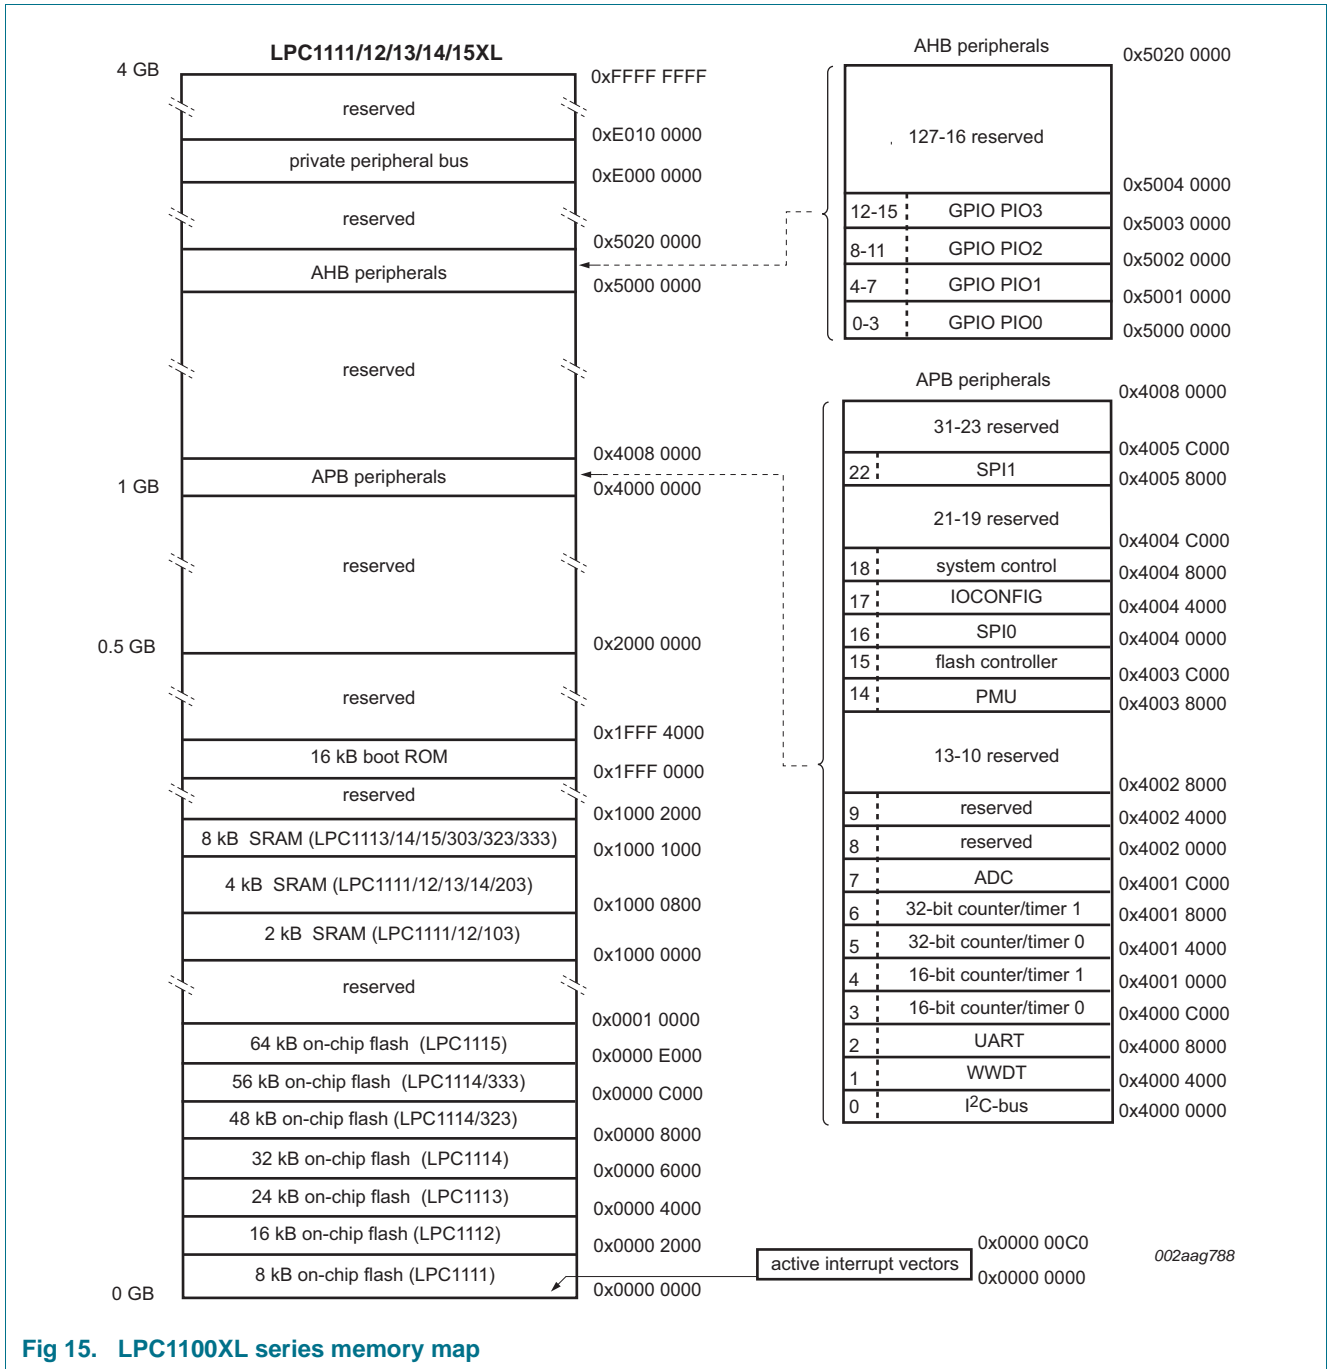 LPC1111/12/13/14/15XL
4 GB
0xFFFF FFFF
reserved
0xE010 0000
private peripheral bus
0xE000 0000
reserved
0x5020 0000
AHB peripherals
0x5000 0000
reserved
0x4008 0000
APB peripherals
1 GB
0x4000 0000
reserved
0.5 GB
0x2000 0000
reserved
0x1FFF 4000
16 kB boot ROM
0x1FFF 0000
reserved
0x1000 2000
8 kB SRAM (LPC1113/14/15/303/323/333)
0x1000 1000
4 kB SRAM (LPC1111/12/13/14/203)
0x1000 0800
2 kB SRAM (LPC1111/12/103)
0x1000 0000
reserved
0x0001 0000
64 kB on-chip flash (LPC1115)
0x0000 E000
56 kB on-chip flash (LPC1114/333)
0x0000 C000
48 kB on-chip flash (LPC1114/323)
0x0000 8000
32 kB on-chip flash (LPC1114)
0x0000 6000
24 kB on-chip flash (LPC1113)
0x0000 4000
16 kB on-chip flash (LPC1112)
0x0000 2000
8 kB on-chip flash (LPC1111)
0x0000 0000
0 GB
AHB peripherals
0x5020 0000
127-16 reserved
0x5004 0000
12-15 GPIO PIO3
0x5003 0000
8-11 GPIO PIO2
0x5002 0000
4-7 GPIO PIO1
0x5001 0000
0-3 GPIO PIO0
0x5000 0000
APB peripherals
0x4008 0000
31-23 reserved
0x4005 C000
22 SPI1
0x4005 8000
21-19 reserved
0x4004 C000
18 system control
0x4004 8000
17 IOCONFIG
0x4004 4000
16 SPI0
0x4004 0000
15 flash controller
0x4003 C000
14 PMU
0x4003 8000
13-10 reserved
0x4002 8000
9 reserved
0x4002 4000
8 reserved
0x4002 0000
7 ADC
0x4001 C000
6 32-bit counter/timer 1
0x4001 8000
5 32-bit counter/timer 0
0x4001 4000
4 16-bit counter/timer 1
0x4001 0000
3 16-bit counter/timer 0
0x4000 C000
2 UART
0x4000 8000
1 WWDT
0x4000 4000
0 I2C-bus
0x4000 0000
0x0000 00C0
active interrupt vectors
0x0000 0000
002aag788
Fig 15. LPC1100XL series memory map